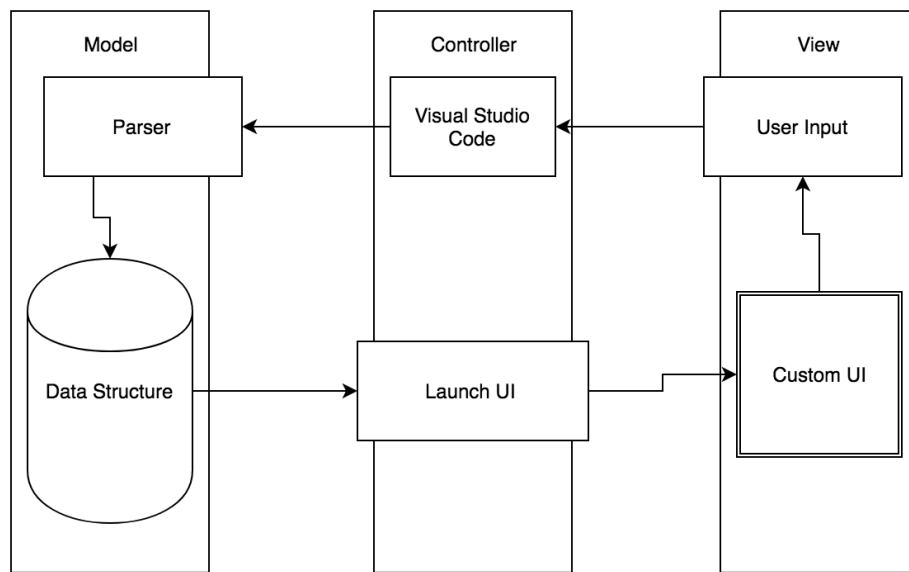 Model
Controller
View
Parser
Visual Studio
Code
User Input
Data Structure
Launch UI
Custom UI